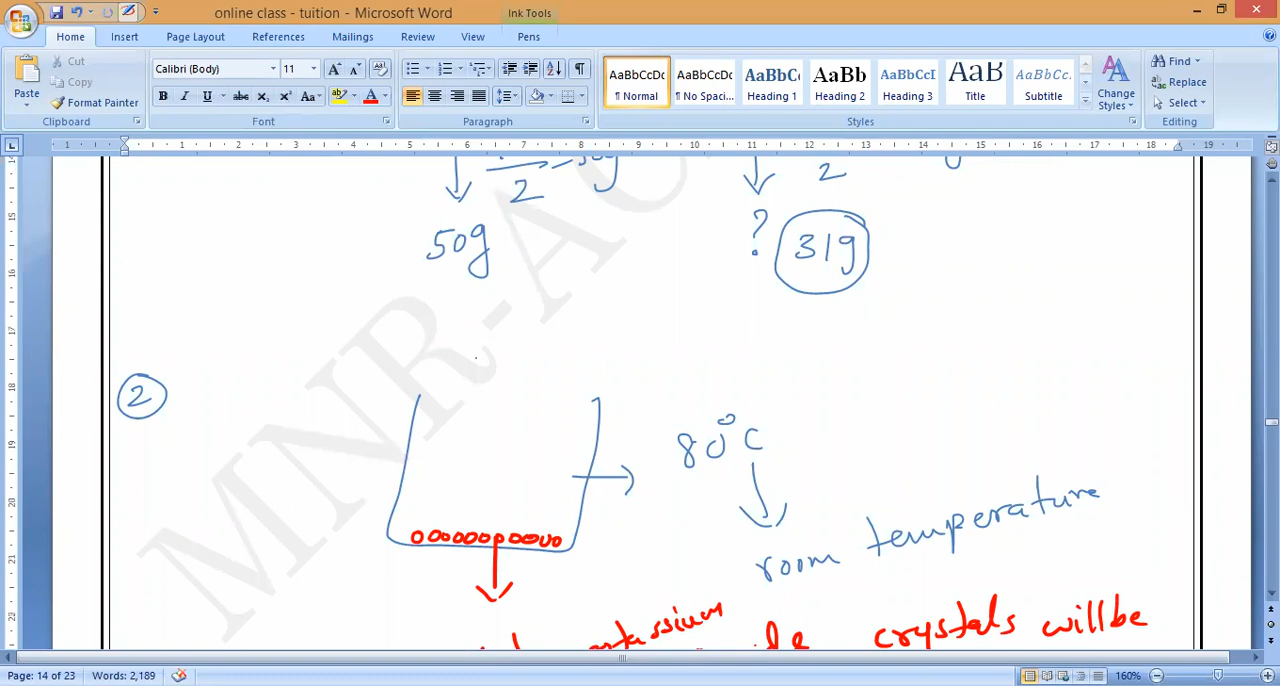 online class - tuition • - Microsoft Word
Ink Tools
Home Insert Page Layout References Mailings Review View Pens
Paste
Cut
Copy
Format Painter
Clipboard
Calibri (Body) 11
Font
Paragraph
AaBbCcDc
¶ Normal
AaBbCcDc
¶ No Spaci...
AaBbC
Heading 1
AaBb
Heading 2
AaBbCcI
Heading 3
AaB
Title
AaBbCc.
Subtitle
Change
Styles
Styles
Find
Replace
Select
Editing
2
2
50g
? 31g
2
80°C
room temperature
potassium
crystals will be
MNR-AC
Page: 14 of 23 Words: 2,189 160%